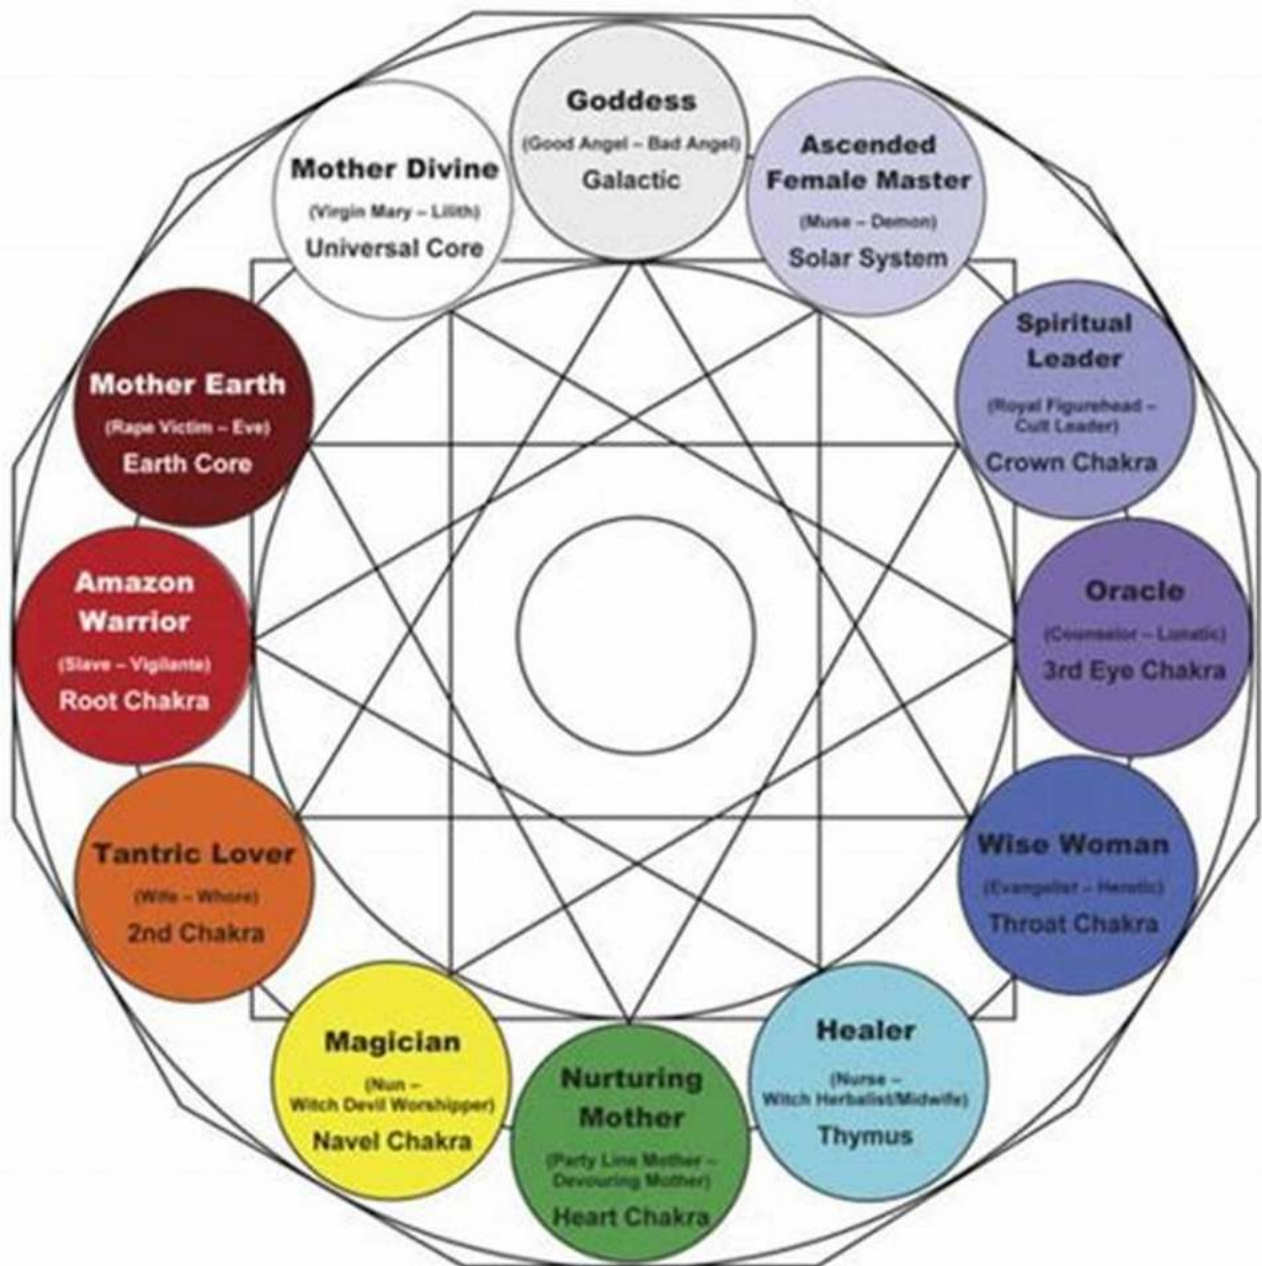 Goddess
(Good Angel – Bad Angel)
Galactic
Ascended
Female Master
(Muse – Demon)
Solar System
Spiritual
Leader
(Royal Figurehead –
Cult Leader)
Crown Chakra
Oracle
(Counselor – Lunatic)
3rd Eye Chakra
Wise Woman
(Evangelist – Heretic)
Throat Chakra
Healer
(Nurse –
Witch Herbalist/Midwife)
Thymus
Nurturing
Mother
(Party Line Mother –
Devouring Mother)
Heart Chakra
Magician
(Nun –
Witch Devil Worshipper)
Navel Chakra
Tantric Lover
(Wife – Whore)
2nd Chakra
Amazon
Warrior
(Slave – Vigilante)
Root Chakra
Mother Earth
(Rape Victim – Eve)
Earth Core
Mother Divine
(Virgin Mary – Lilith)
Universal Core